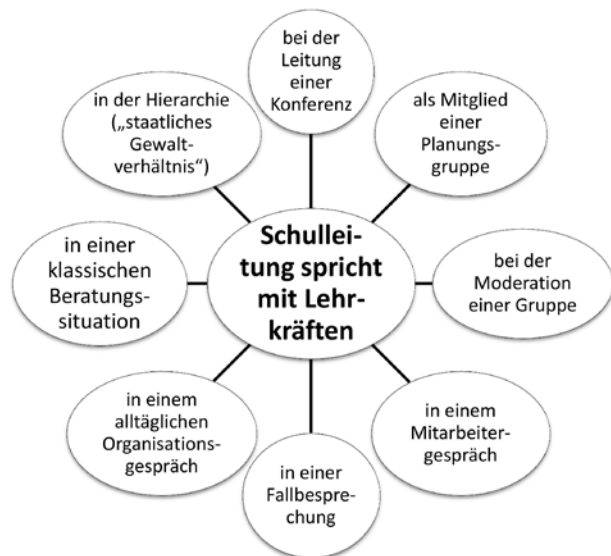 bei der
Leitung
einer
Konferenz
als Mitglied
einer
Planungs-
gruppe
bei der
Moderation
einer Gruppe
in einem
Mitarbeiter-
gespräch
in einer
Fallbespre-
chung
in einem
alltäglichen
Organisations-
gespräch
in einer
klassischen
Beratungs-
situation
in der Hierarchie
(„staatliches
Gewalt-
verhältnis“)
Schullei-
tung spricht
mit Lehr-
kräften